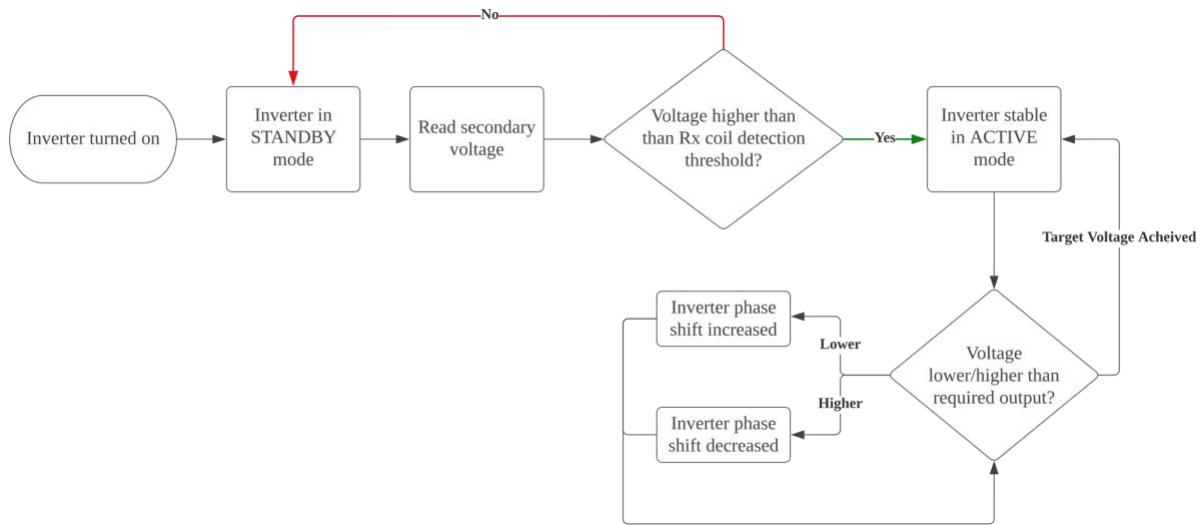 No
Inverter turned on
Inverter in
STANDBY
mode
Read secondary
voltage
Voltage higher than
than Rx coil detection
threshold?
Yes
Inverter stable
in ACTIVE
mode
Target Voltage Acheived
Inverter phase
shift increased
Lower
Voltage
lower/higher than
required output?
Higher
Inverter phase
shift decreased